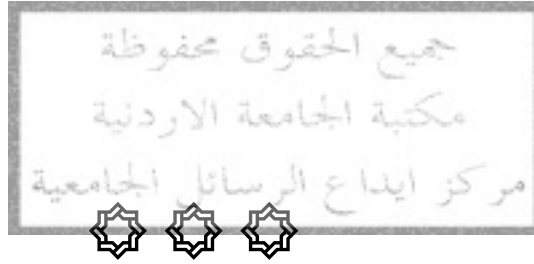 جميع الحقوق محفوظة
مكتبة الجامعة الاردنية
مركز ايداع الرسائل الجامعية